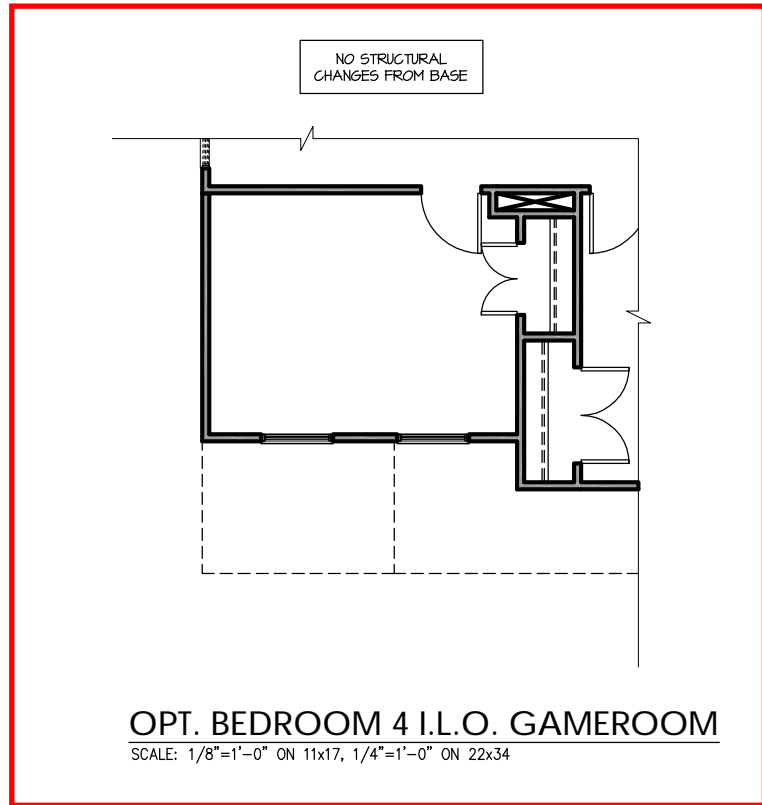 NO STRUCTURAL
CHANGES FROM BASE
OPT. BEDROOM 4 I.L.O. GAMEROOM
SCALE: 1/8"=1'-0" ON 11x17, 1/4"=1'-0" ON 22x34